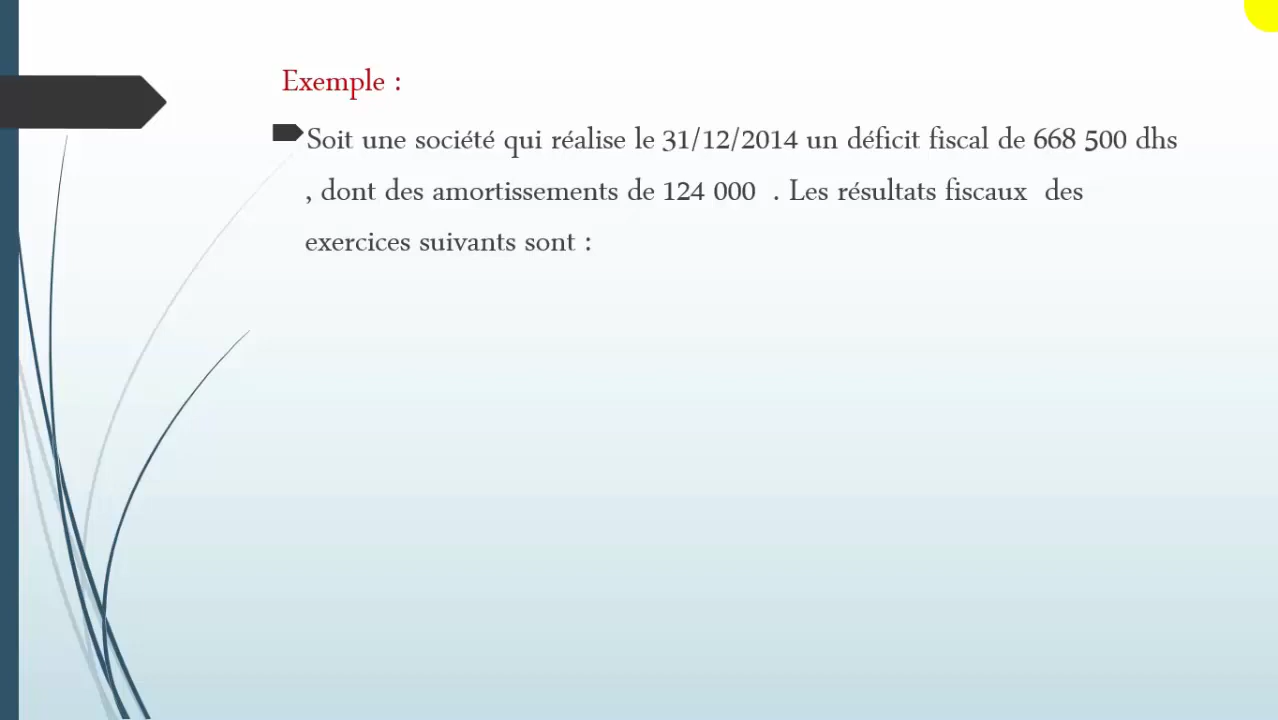 Exemple :
Soit une société qui réalise le 31/12/2014 un déficit fiscal de 668 500 dhs
, dont des amortissements de 124 000  . Les résultats fiscaux  des
exercices suivants sont :